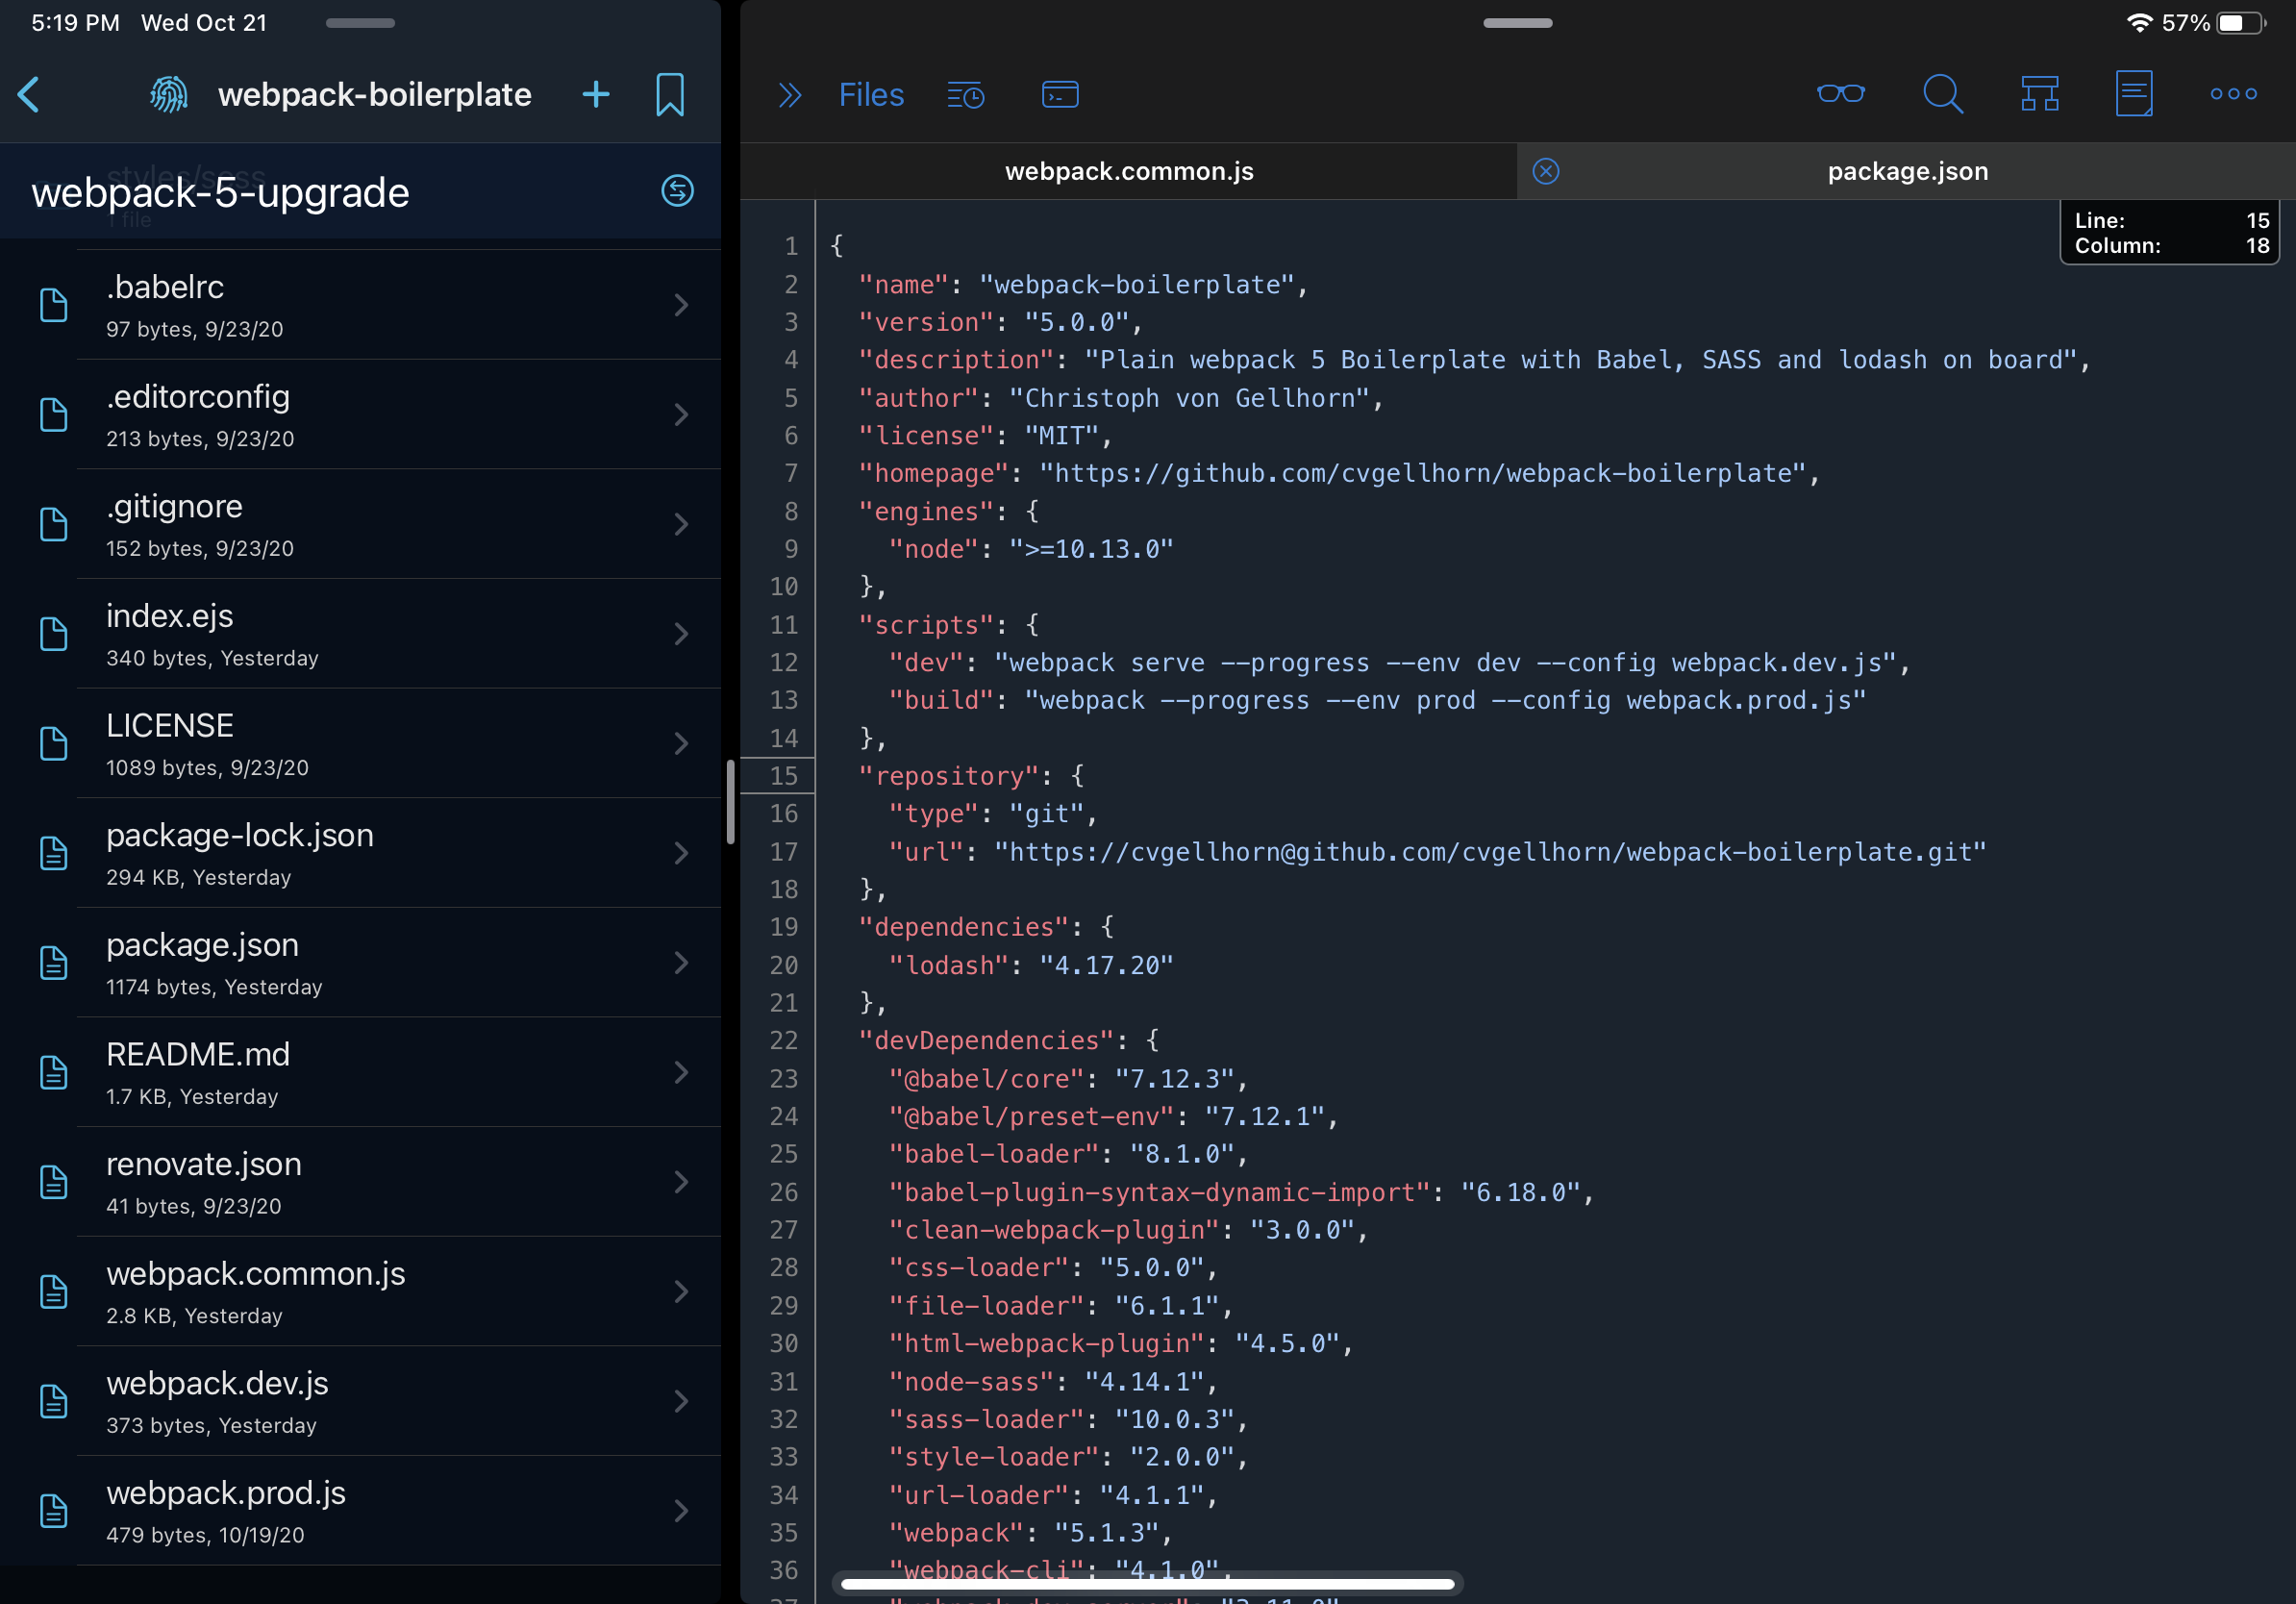 5:19 PM Wed Oct 21
57%
webpack-boilerplate
Files
styles/scss
1 file
webpack-5-upgrade
.babelrc
97 bytes, 9/23/20
.editorconfig
213 bytes, 9/23/20
.gitignore
152 bytes, 9/23/20
index.ejs
340 bytes, Yesterday
LICENSE
1089 bytes, 9/23/20
package-lock.json
294 KB, Yesterday
package.json
1174 bytes, Yesterday
README.md
1.7 KB, Yesterday
renovate.json
41 bytes, 9/23/20
webpack.common.js
2.8 KB, Yesterday
webpack.dev.js
373 bytes, Yesterday
webpack.prod.js
479 bytes, 10/19/20
webpack.common.js
package.json
Line: 15
Column: 18
1 {
2 "name": "webpack-boilerplate",
3 "version": "5.0.0",
4 "description": "Plain webpack 5 Boilerplate with Babel, SASS and lodash on board",
5 "author": "Christoph von Gellhorn",
6 "license": "MIT",
7 "homepage": "https://github.com/cvgellhorn/webpack-boilerplate",
8 "engines": {
9 "node": ">=10.13.0"
10 },
11 "scripts": {
12 "dev": "webpack serve --progress --env dev --config webpack.dev.js",
13 "build": "webpack --progress --env prod --config webpack.prod.js"
14 },
15 "repository": {
16 "type": "git",
17 "url": "https://cvgellhorn@github.com/cvgellhorn/webpack-boilerplate.git"
18 },
19 "dependencies": {
20 "lodash": "4.17.20"
21 },
22 "devDependencies": {
23 "@babel/core": "7.12.3",
24 "@babel/preset-env": "7.12.1",
25 "babel-loader": "8.1.0",
26 "babel-plugin-syntax-dynamic-import": "6.18.0",
27 "clean-webpack-plugin": "3.0.0",
28 "css-loader": "5.0.0",
29 "file-loader": "6.1.1",
30 "html-webpack-plugin": "4.5.0",
31 "node-sass": "4.14.1",
32 "sass-loader": "10.0.3",
33 "style-loader": "2.0.0",
34 "url-loader": "4.1.1",
35 "webpack": "5.1.3",
36 "webpack-cli": "4.1.0",